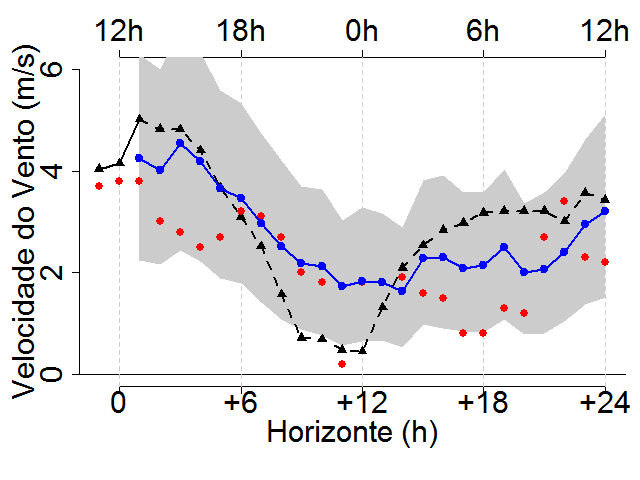 12h 18h 0h 6h 12h
Velocidade do Vento (m/s)
6
4
2
0
0 +6 +12 +18 +24
Horizonte (h)